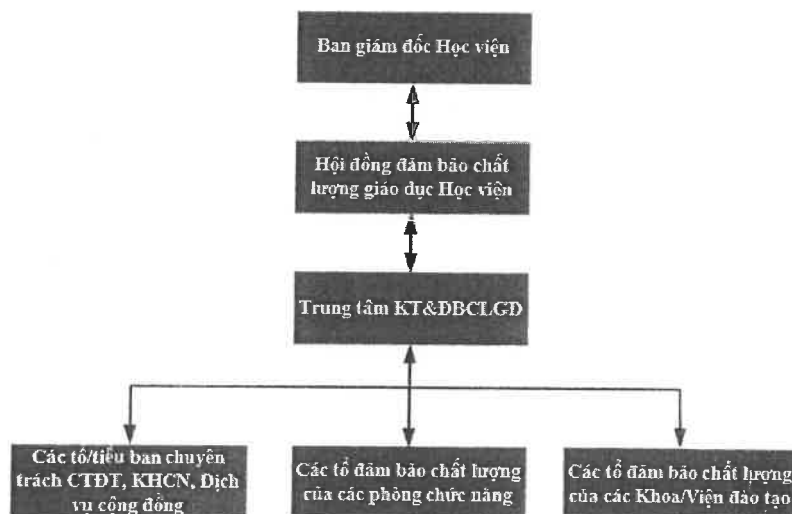 Ban giám đốc Học viện
Hội đồng đảm bảo chất
lượng giáo dục Học viện
Trung tâm KT&ĐBCLGD
Các tổ/tiểu ban chuyên
trách CTĐT, KHCN, Dịch
vụ cộng đồng
Các tổ đảm bảo chất lượng
của các phòng chức năng
Các tổ đảm bảo chất lượng
của các Khoa/Viện đào tạo